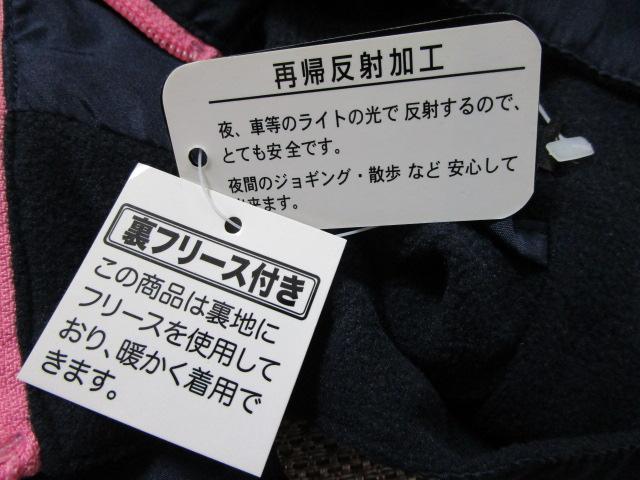 再帰反射加工
夜、車等のライトの光で 反射するので、
とても安全です。
夜間のジョギング・散歩 など 安心して
来ます。
裏フリース付き
この商品は裏地に
フリースを使用して
おり、暖かく着用で
きます。